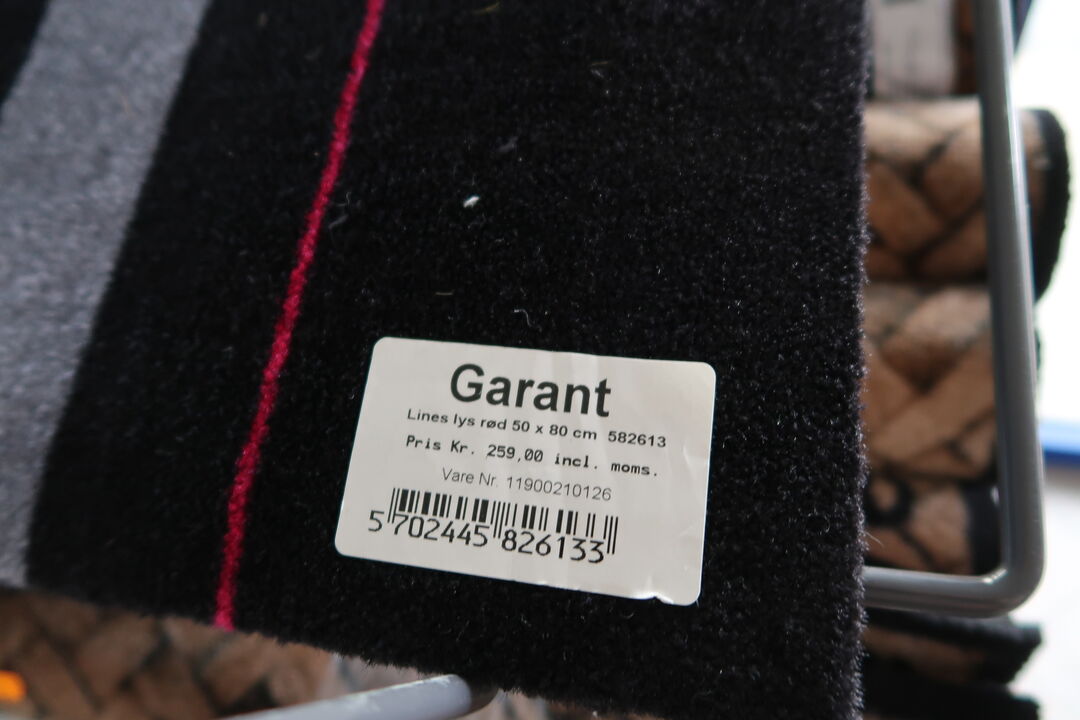 Garant
Lines lys rød 50 x 80 cm 582613
Pris Kr. 259,00 incl. moms.
Vare Nr. 11900210126
5 702445 826133